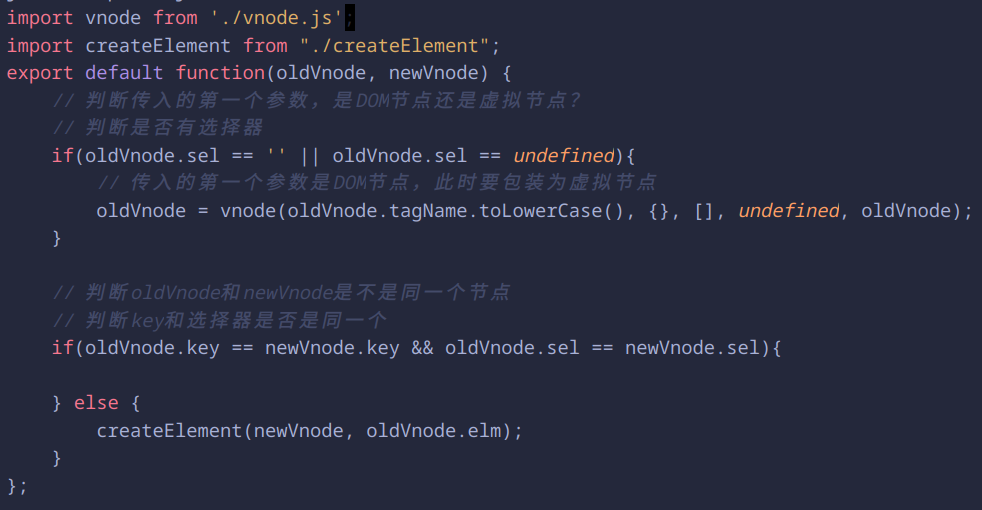 import vnode from './vnode.js';
import createElement from "./createElement";
export default function(oldVnode, newVnode) {
// 判断传入的第一个参数，是DOM节点还是虚拟节点？
// 判断是否有选择器
if(oldVnode.sel == '' || oldVnode.sel == undefined){
// 传入的第一个参数是DOM节点，此时要包装为虚拟节点
oldVnode = vnode(oldVnode.tagName.toLowerCase(), {}, [], undefined, oldVnode);
}
// 判断oldVnode和newVnode是不是同一个节点
// 判断key和选择器是否是同一个
if(oldVnode.key == newVnode.key && oldVnode.sel == newVnode.sel){
} else {
createElement(newVnode, oldVnode.elm);
}
};